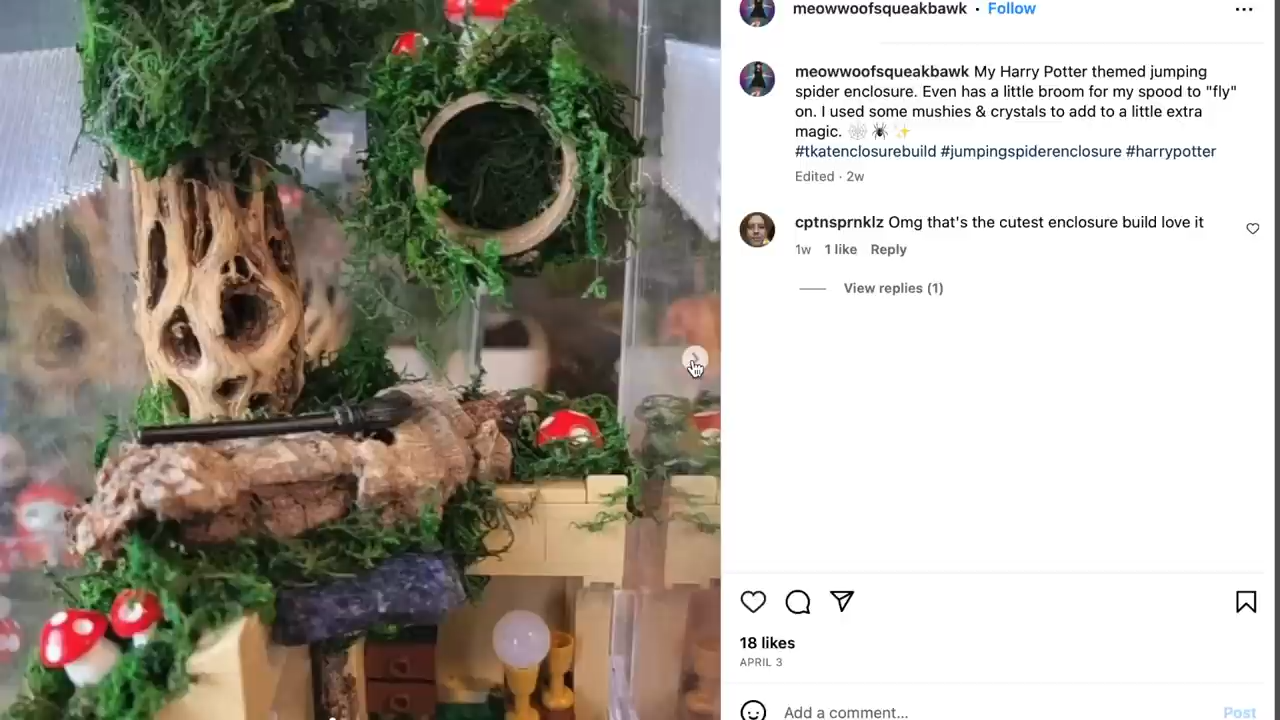 meowwoofsqueakbawk · Follow
meowwoofsqueakbawk My Harry Potter themed jumping
spider enclosure. Even has a little broom for my spood to "fly"
on. I used some mushies & crystals to add to a little extra
magic. 🕸️ 🕷️ ✨
#tkatenclosurebuild #jumpingspiderenclosure #harrypotter
Edited · 2w
cptnsprnklz Omg that's the cutest enclosure build love it
1w 1 like Reply
View replies (1)
18 likes
APRIL 3
Add a comment...
Post